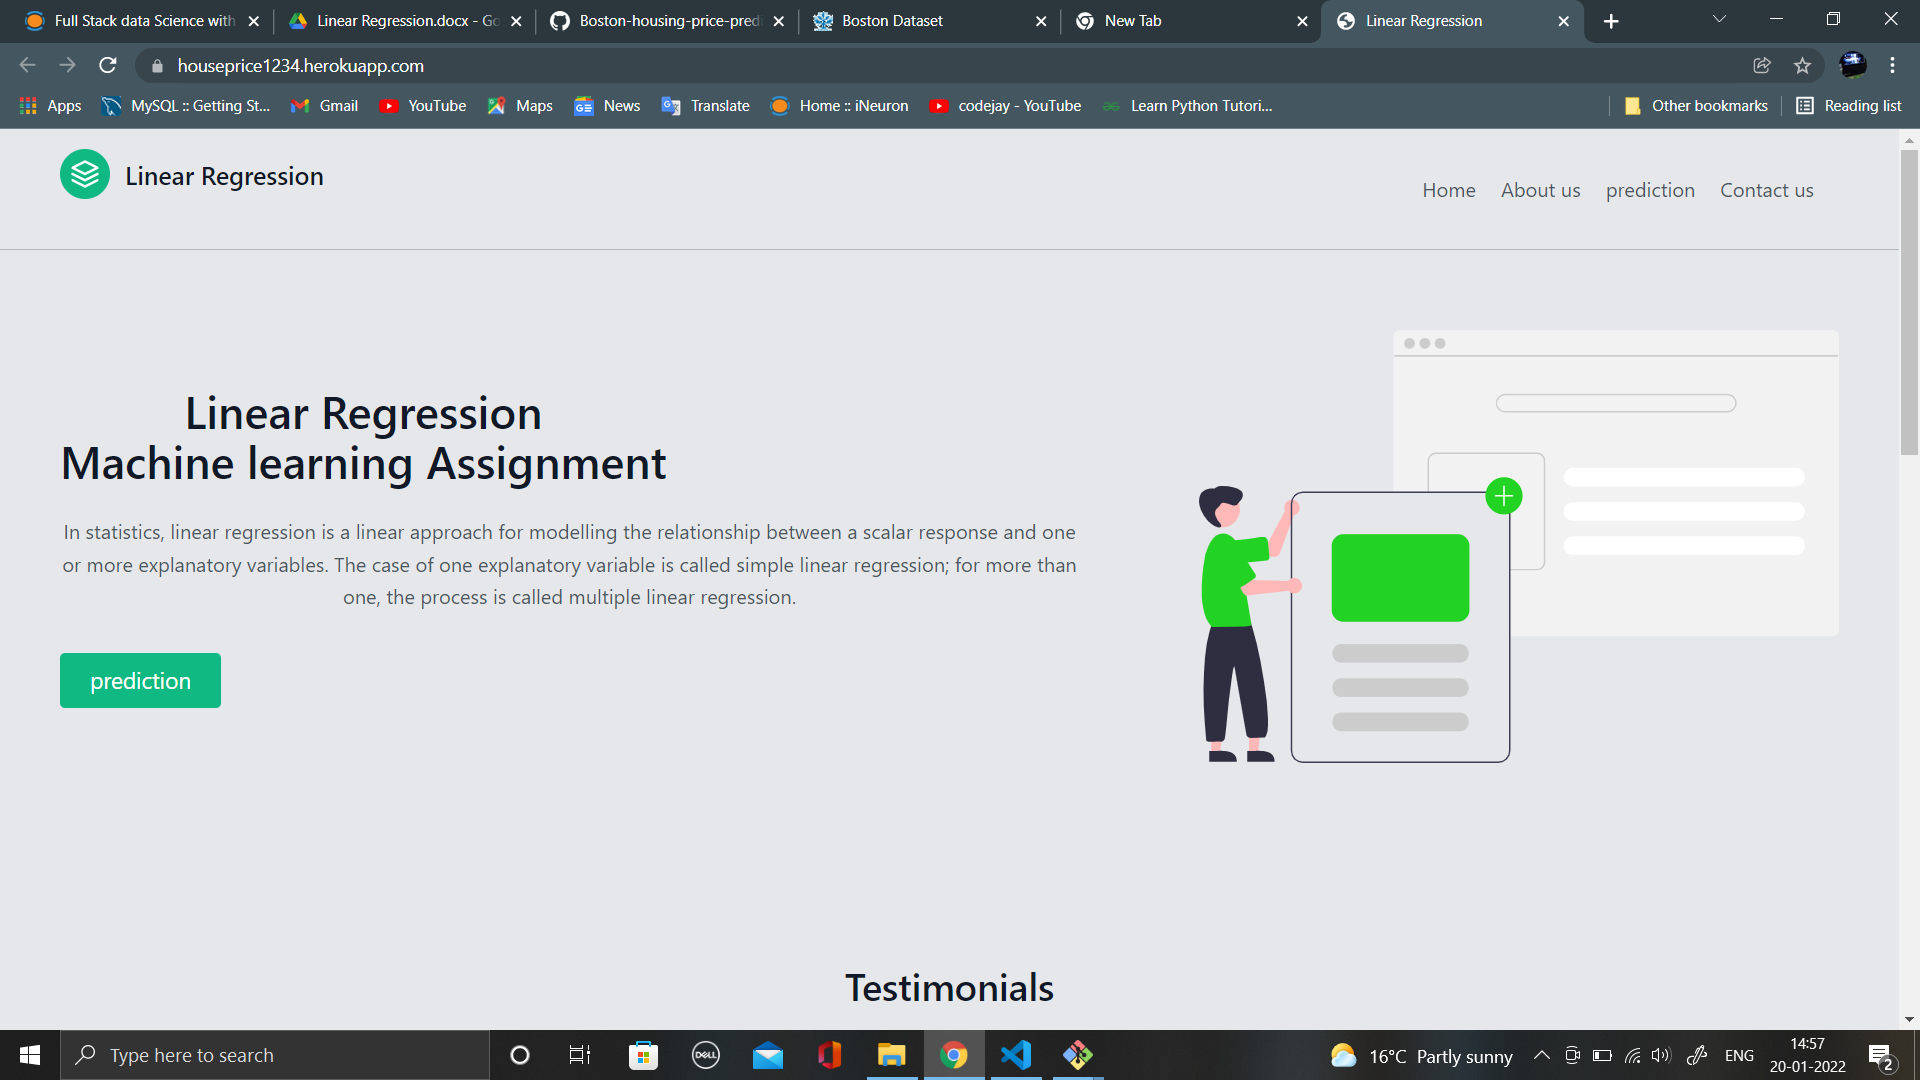 Full Stack data Science with
Linear Regression.docx - Go
Boston-housing-price-predi
Boston Dataset
New Tab
Linear Regression
houseprice1234.herokuapp.com
Apps
MySQL :: Getting St...
Gmail
YouTube
Maps
News
Translate
Home :: iNeuron
codejay - YouTube
Learn Python Tutori...
Other bookmarks
Reading list
Linear Regression
Home
About us
prediction
Contact us
Linear Regression
Machine learning Assignment
In statistics, linear regression is a linear approach for modelling the relationship between a scalar response and one
or more explanatory variables. The case of one explanatory variable is called simple linear regression; for more than
one, the process is called multiple linear regression.
prediction
Testimonials
Type here to search
DELL
16°C Partly sunny
ENG
14:57
20-01-2022
2